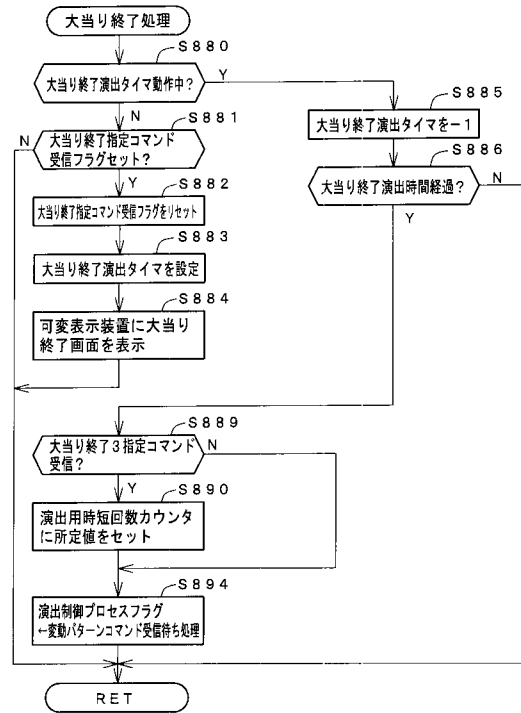 大当り終了処理
S880
大当り終了演出タイマ動作中?
Y
N
S881
大当り終了指定コマンド
受信フラグセット?
N
Y
S882
大当り終了指定コマンド受信フラグをリセット
S883
大当り終了演出タイマを設定
S884
可変表示装置に大当り
終了画面を表示
S885
大当り終了演出タイマを−1
S886
大当り終了演出時間経過?
N
Y
S889
大当り終了3指定コマンド
受信?
N
Y
S890
演出用時短回数カウンタ
に所定値をセット
S894
演出制御プロセスフラグ
←変動パターンコマンド受信待ち処理
RET